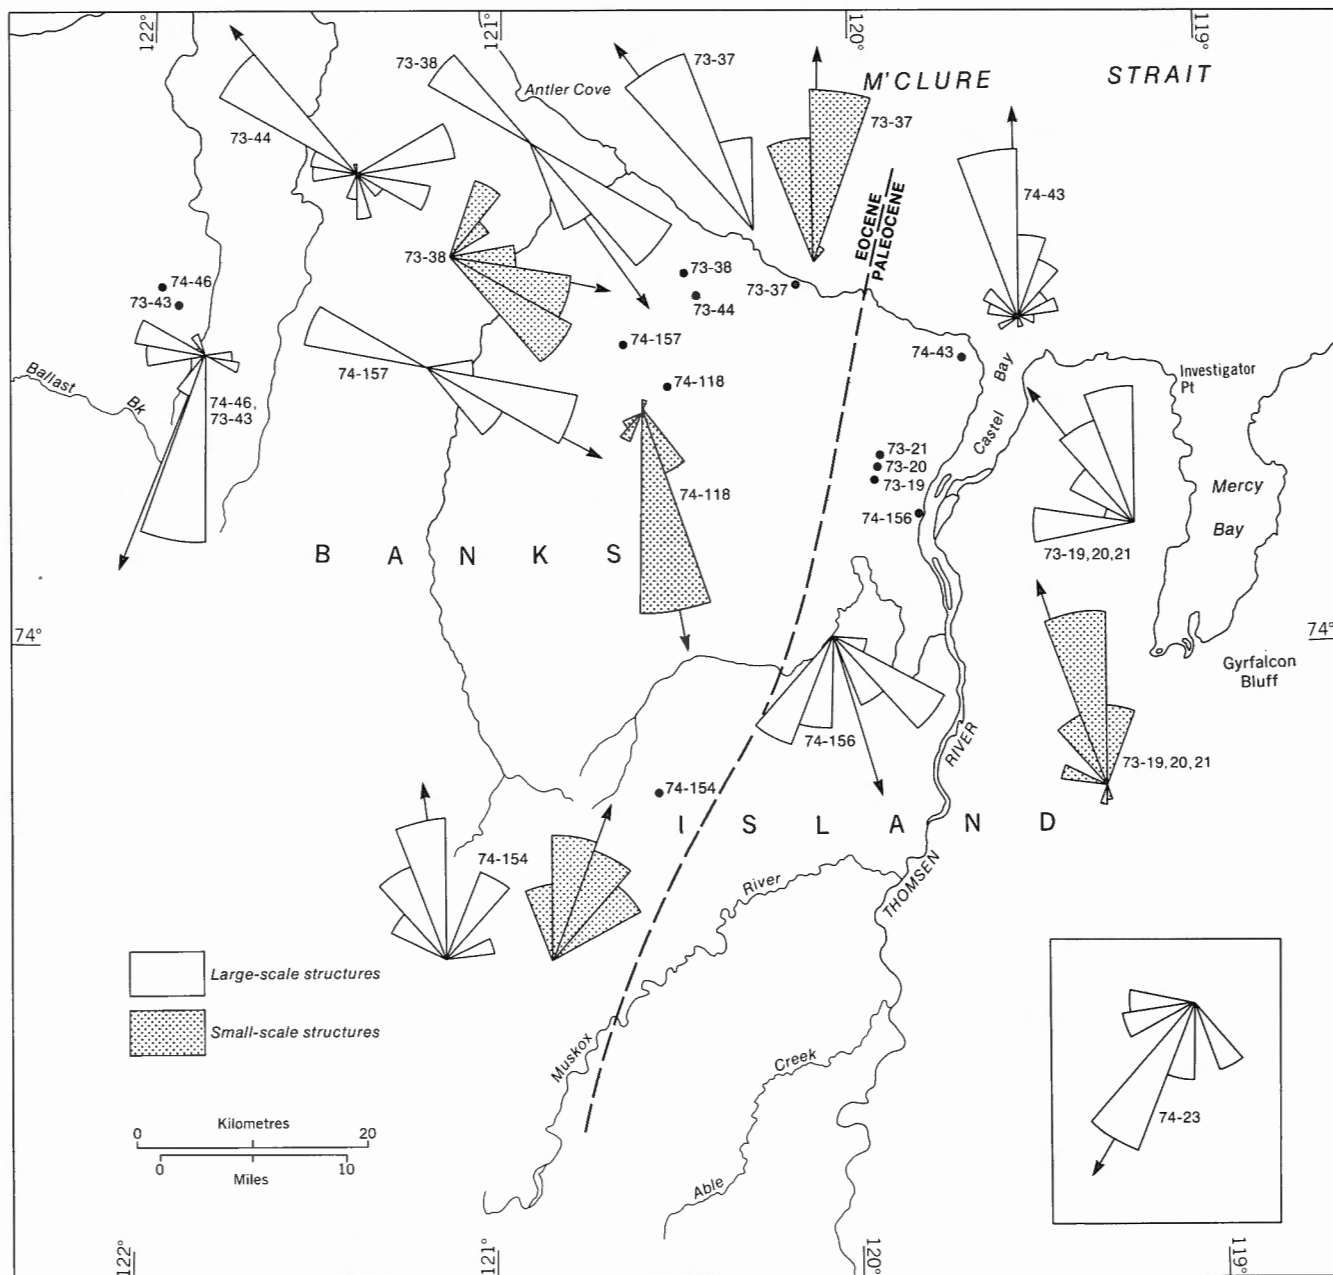 122°
121°
120°
119°
M'CLURE STRAIT
73-44
73-38
Antler Cove
73-37
73-37
EOCENE
PALEOCENE
74-43
73-38
74-46
73-43
73-38
73-44
73-37
74-157
74-157
74-118
74-43
Castel Bay
Investigator
Pt
Ballast Bk
74-46,
73-43
74-118
73-21
73-20
73-19
74-156
Mercy
Bay
73-19,20,21
BANKS
74°
74°
Gyrfalcon
Bluff
74-156
RIVER
73-19,20,21
74-154
ISLAND
74-154
River
THOMSEN
Large-scale structures
Small-scale structures
Muskox
Creek
Able
74-23
Kilometres
0 20
0 10
Miles
122°
121°
120°
119°